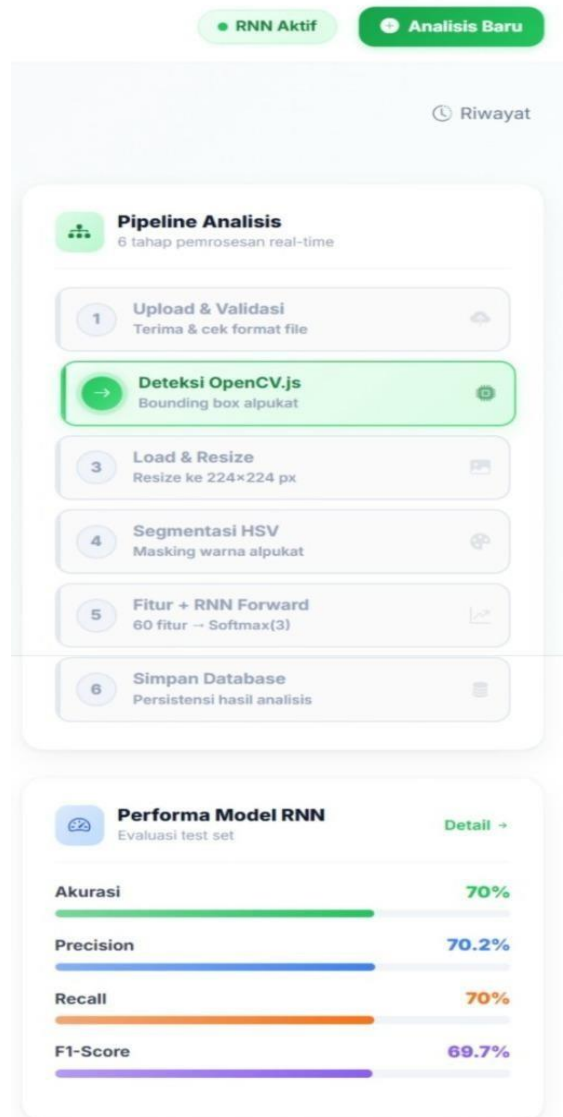 RNN Aktif
Analisis Baru
Riwayat
Pipeline Analisis
6 tahap pemrosesan real-time
1
Upload & Validasi
Terima & cek format file
→
Deteksi OpenCV.js
Bounding box alpukat
3
Load & Resize
Resize ke 224×224 px
4
Segmentasi HSV
Masking warna alpukat
5
Fitur + RNN Forward
60 fitur → Softmax(3)
6
Simpan Database
Persistensi hasil analisis
Performa Model RNN
Evaluasi test set
Detail →
Akurasi 70%
Precision 70.2%
Recall 70%
F1-Score 69.7%